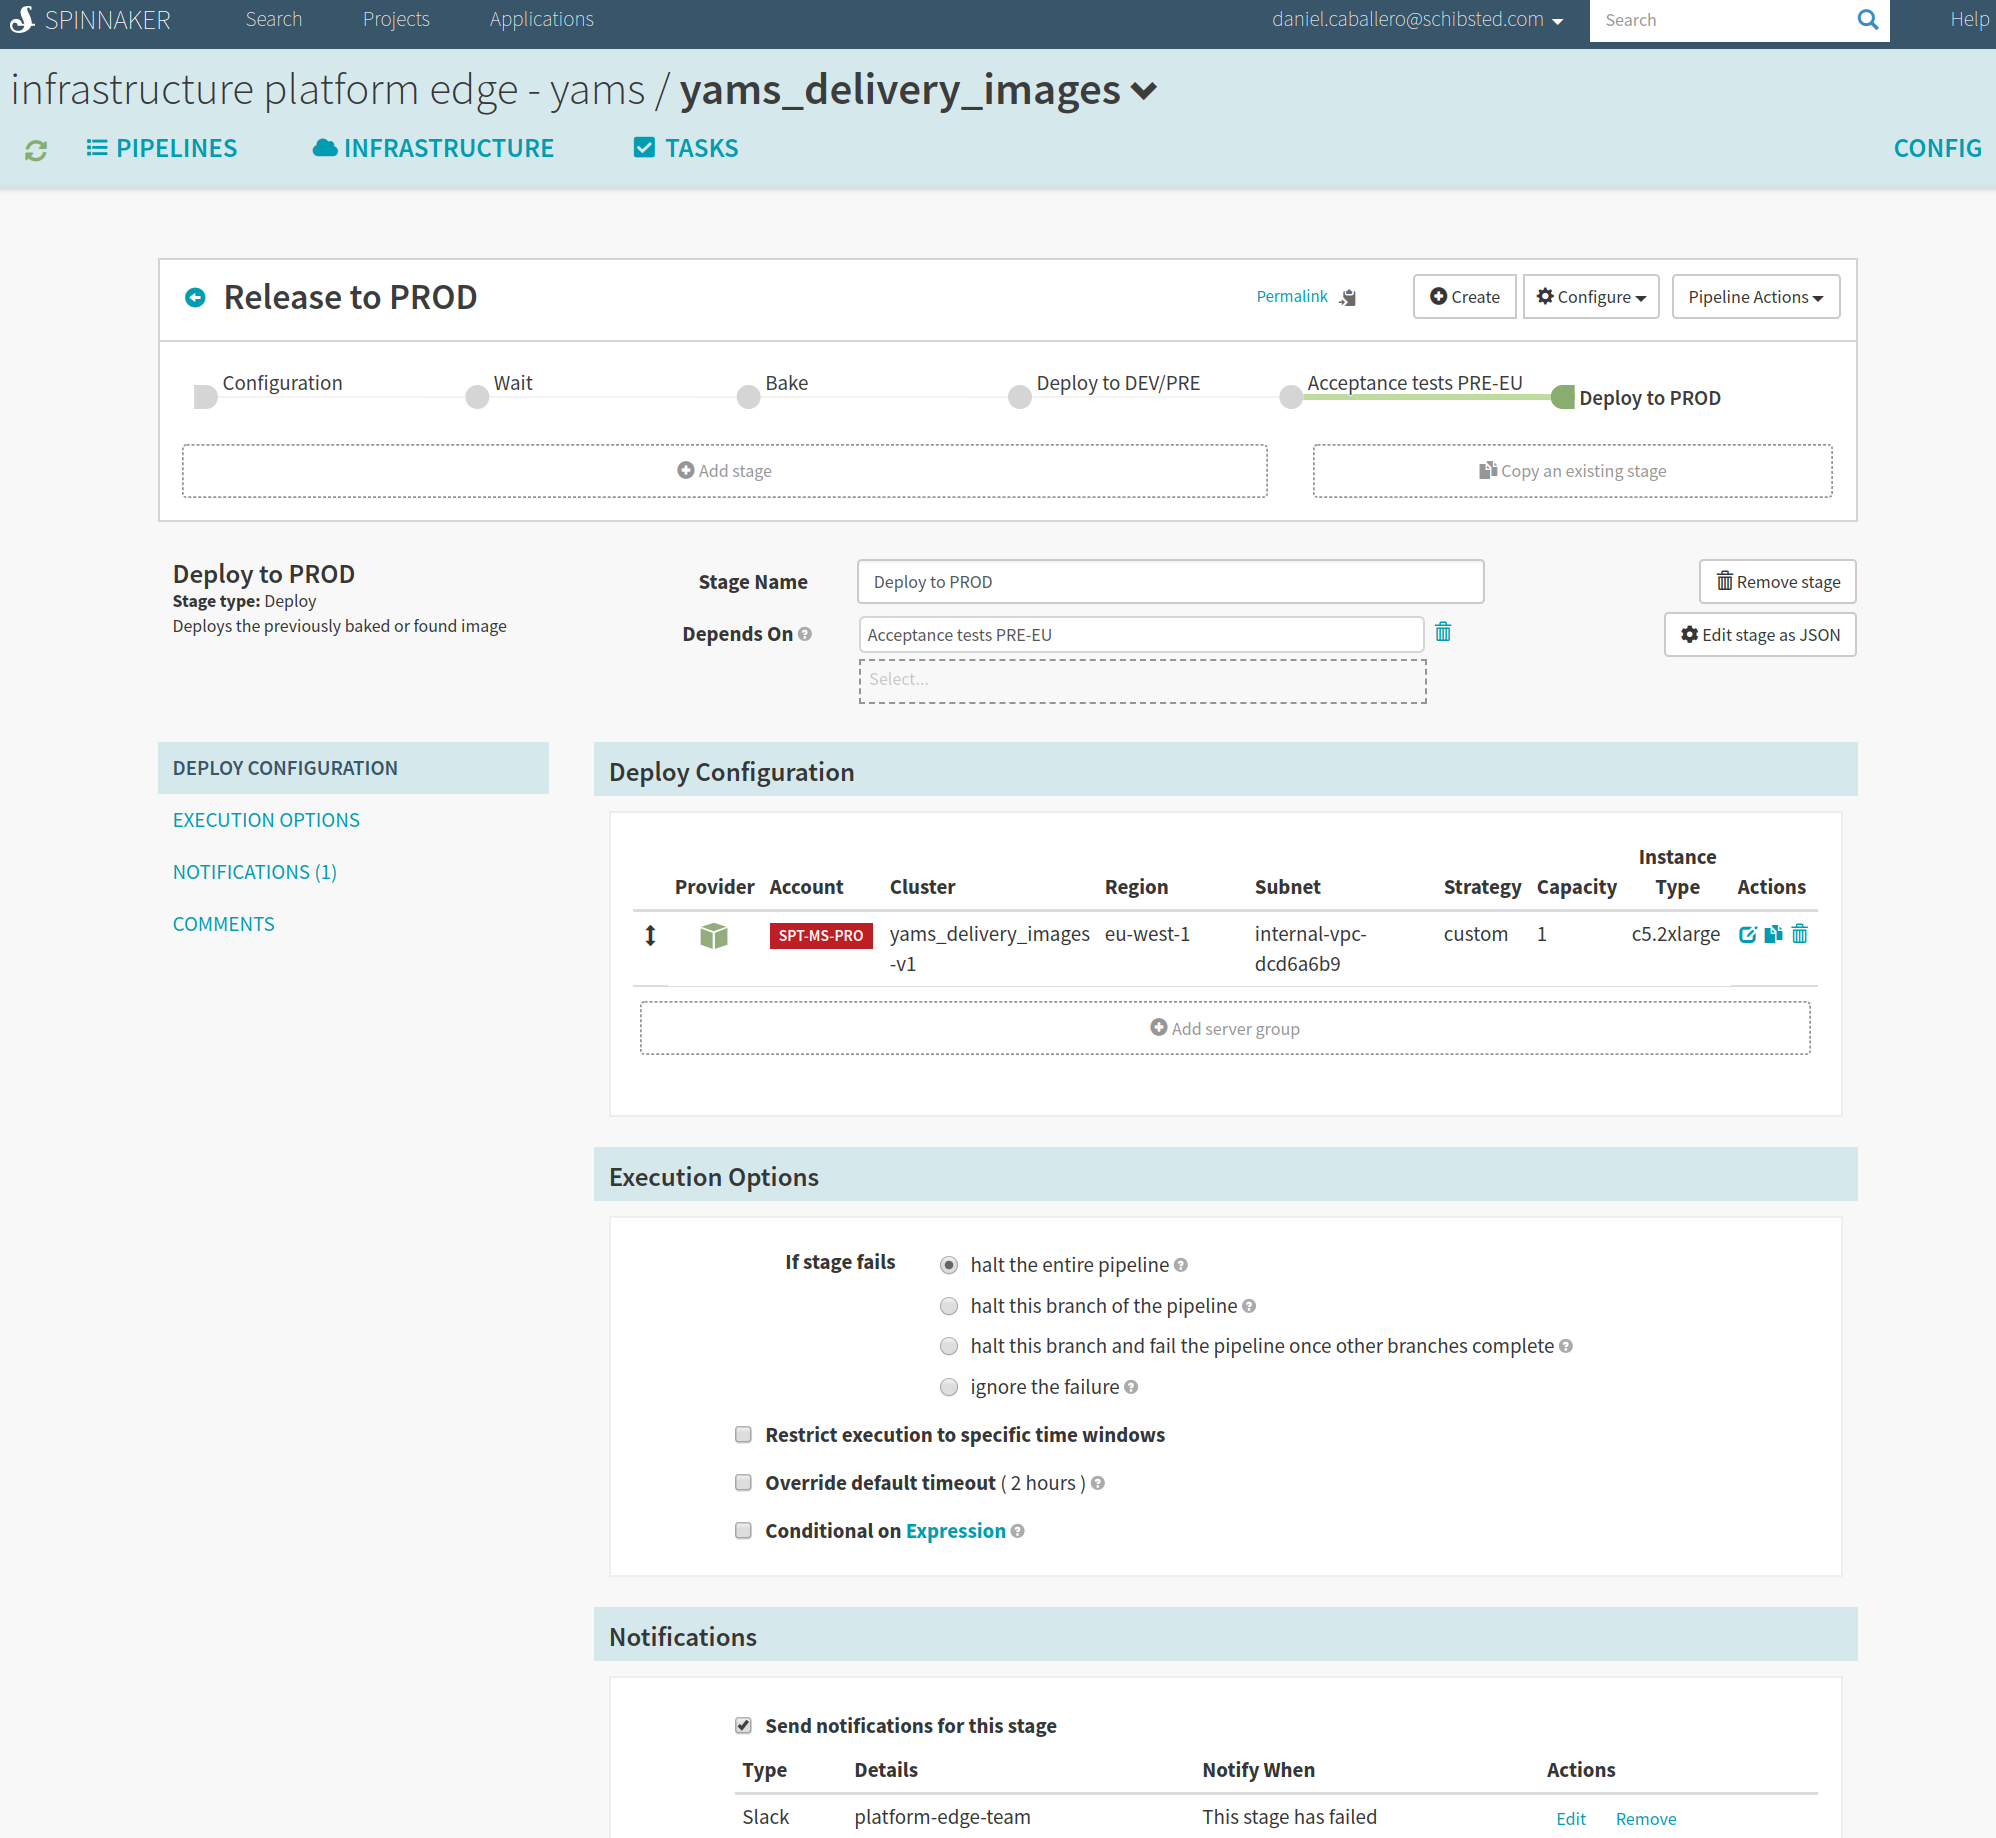 SPINNAKER Search Projects Applications daniel.caballero@schibsted.com Search Help
infrastructure platform edge - yams / yams_delivery_images
PIPELINES INFRASTRUCTURE TASKS CONFIG
Release to PROD Permalink Create Configure Pipeline Actions
Configuration Wait Bake Deploy to DEV/PRE Acceptance tests PRE-EU Deploy to PROD
Add stage Copy an existing stage
Deploy to PROD
Stage type: Deploy
Deploys the previously baked or found image
Stage Name Deploy to PROD Remove stage
Depends On Acceptance tests PRE-EU Edit stage as JSON
Select...
DEPLOY CONFIGURATION
EXECUTION OPTIONS
NOTIFICATIONS (1)
COMMENTS
Deploy Configuration
Provider Account Cluster Region Subnet Strategy Capacity Instance Type Actions
SPT-MS-PRO yams_delivery_images eu-west-1 internal-vpc- custom 1 c5.2xlarge
-v1 dcd6a6b9
Add server group
Execution Options
If stage fails halt the entire pipeline
halt this branch of the pipeline
halt this branch and fail the pipeline once other branches complete
ignore the failure
Restrict execution to specific time windows
Override default timeout ( 2 hours )
Conditional on Expression
Notifications
Send notifications for this stage
Type Details Notify When Actions
Slack platform-edge-team This stage has failed Edit Remove